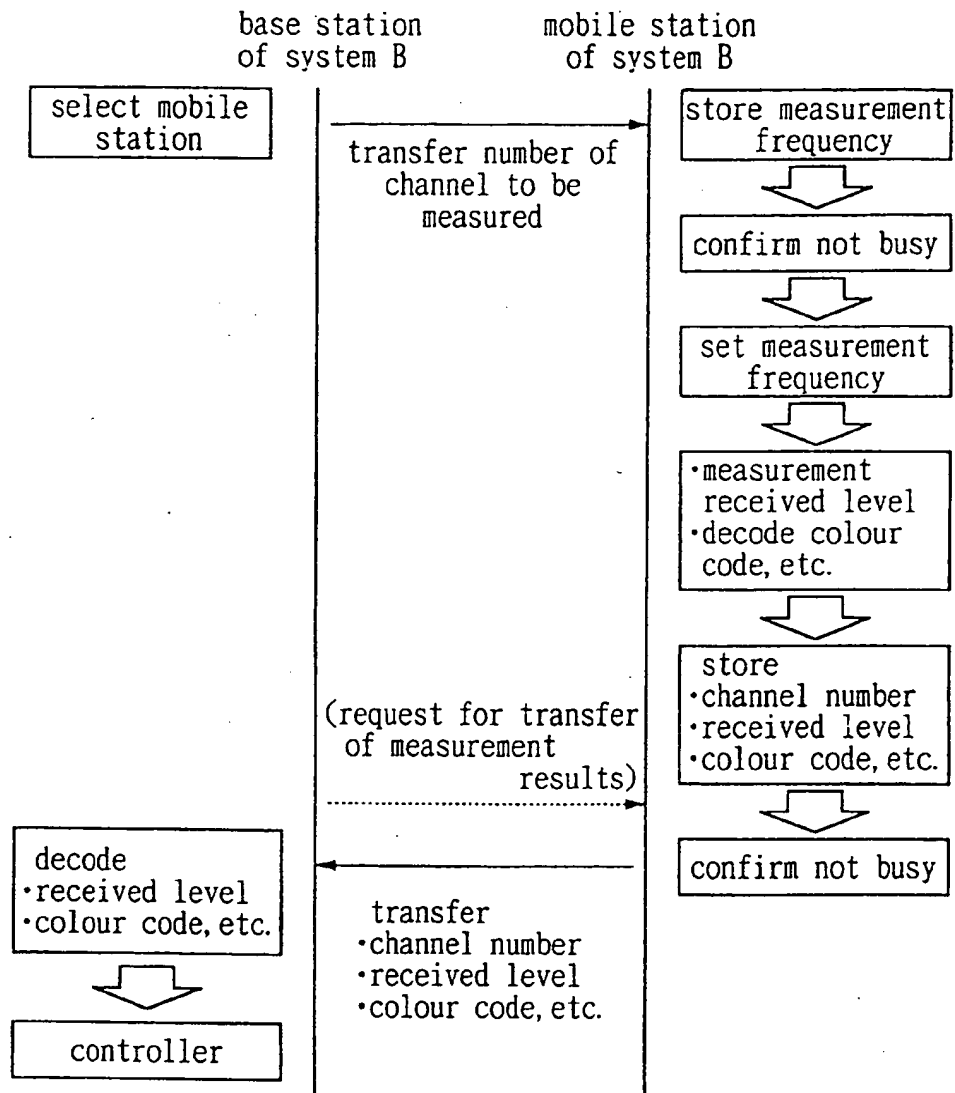 base station
of system B
mobile station
of system B
select mobile
station
transfer number of
channel to be
measured
store measurement
frequency
confirm not busy
set measurement
frequency
·measurement
received level
·decode colour
code, etc.
store
·channel number
·received level
·colour code, etc.
(request for transfer
of measurement
results)
confirm not busy
decode
·received level
·colour code, etc.
transfer
·channel number
·received level
·colour code, etc.
controller